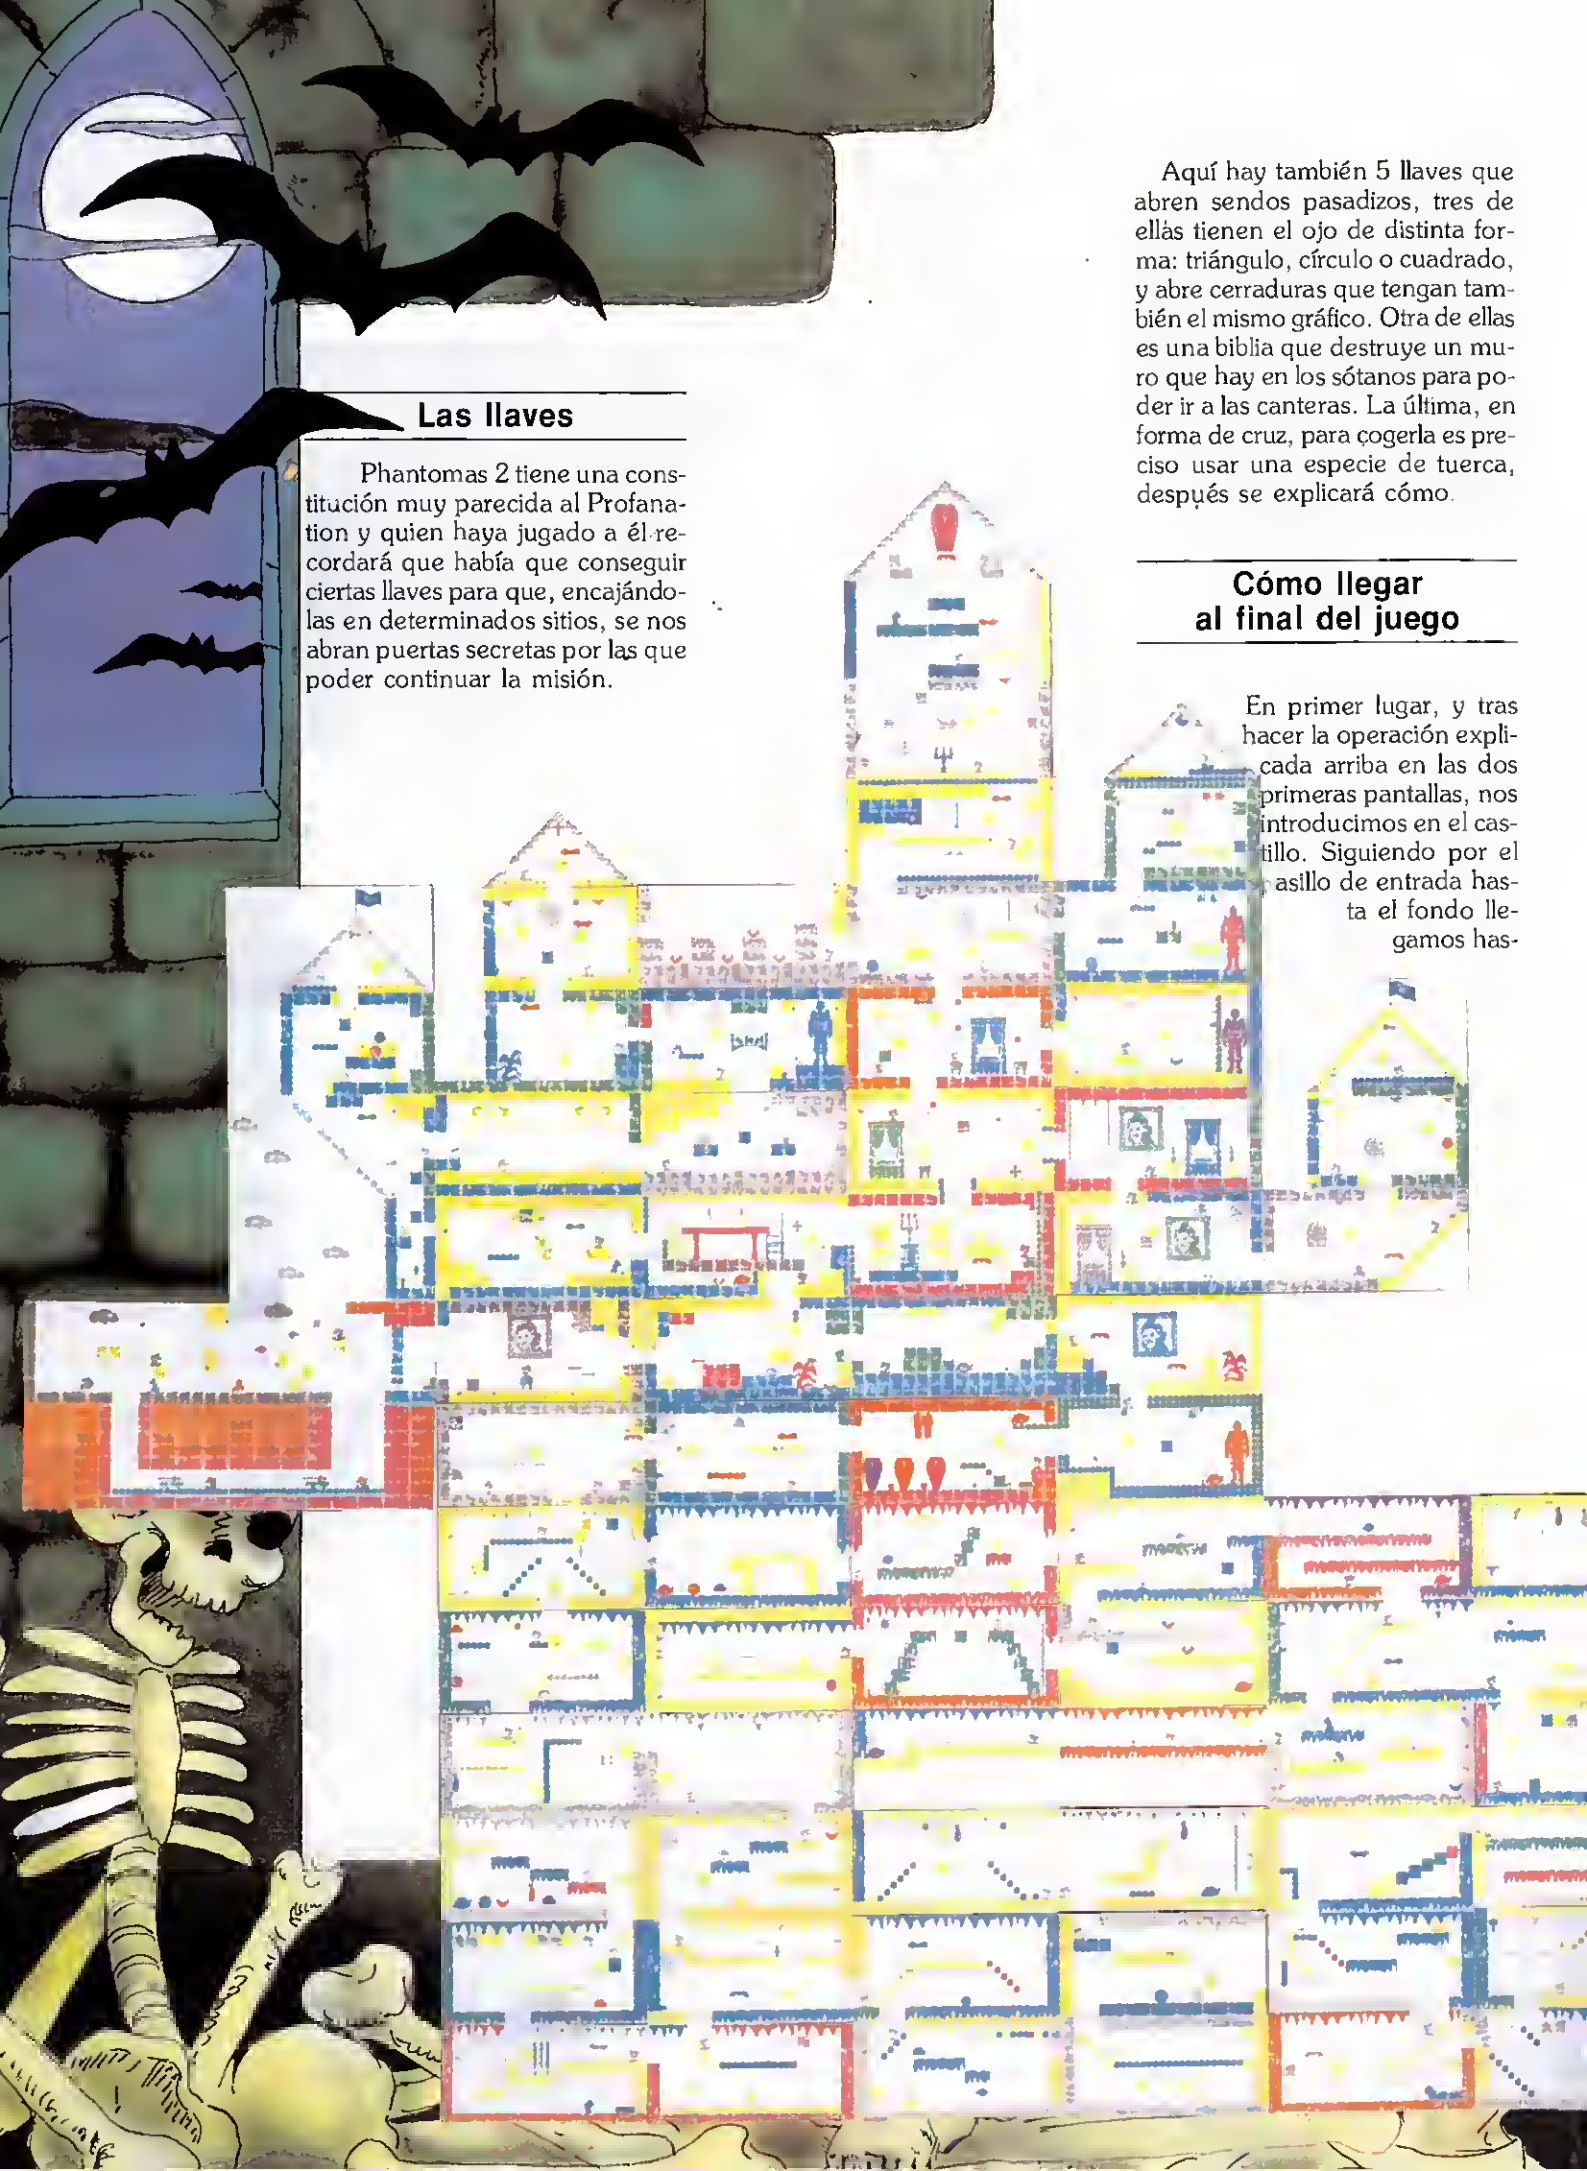 Las llaves
Phantomas 2 tiene una cons-
titución muy parecida al Profana-
tion y quien haya jugado a él re-
cordará que había que conseguir
ciertas llaves para que, encajándo-
las en determinados sitios, se nos
abran puertas secretas por las que
poder continuar la misión.
Aquí hay también 5 llaves que
abren sendos pasadizos, tres de
ellas tienen el ojo de distinta for-
ma: triángulo, círculo o cuadrado,
y abre cerraduras que tengan tam-
bién el mismo gráfico. Otra de ellas
es una biblia que destruye un mu-
ro que hay en los sótanos para po-
der ir a las canteras. La última, en
forma de cruz, para cogerla es pre-
ciso usar una especie de tuerca,
después se explicará cómo.
Cómo llegar
al final del juego
En primer lugar, y tras
hacer la operación expli-
cada arriba en las dos
primeras pantallas, nos
introducimos en el cas-
tillo. Siguiendo por el
asillo de entrada has-
ta el fondo lle-
gamos has-